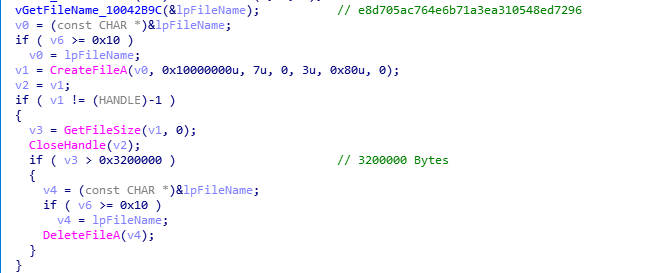 vGetFileName_10042B9C(&lpFileName);           // e8d705ac764e6b71a3ea310548ed7296
v0 = (const CHAR *)&lpFileName;
if ( v6 >= 0x10 )
  v0 = lpFileName;
v1 = CreateFileA(v0, 0x10000000u, 7u, 0, 3u, 0x80u, 0);
v2 = v1;
if ( v1 != (HANDLE)-1 )
{
  v3 = GetFileSize(v1, 0);
  CloseHandle(v2);
  if ( v3 > 0x3200000 )                       // 3200000 Bytes
  {
    v4 = (const CHAR *)&lpFileName;
    if ( v6 >= 0x10 )
      v4 = lpFileName;
    DeleteFileA(v4);
  }
}